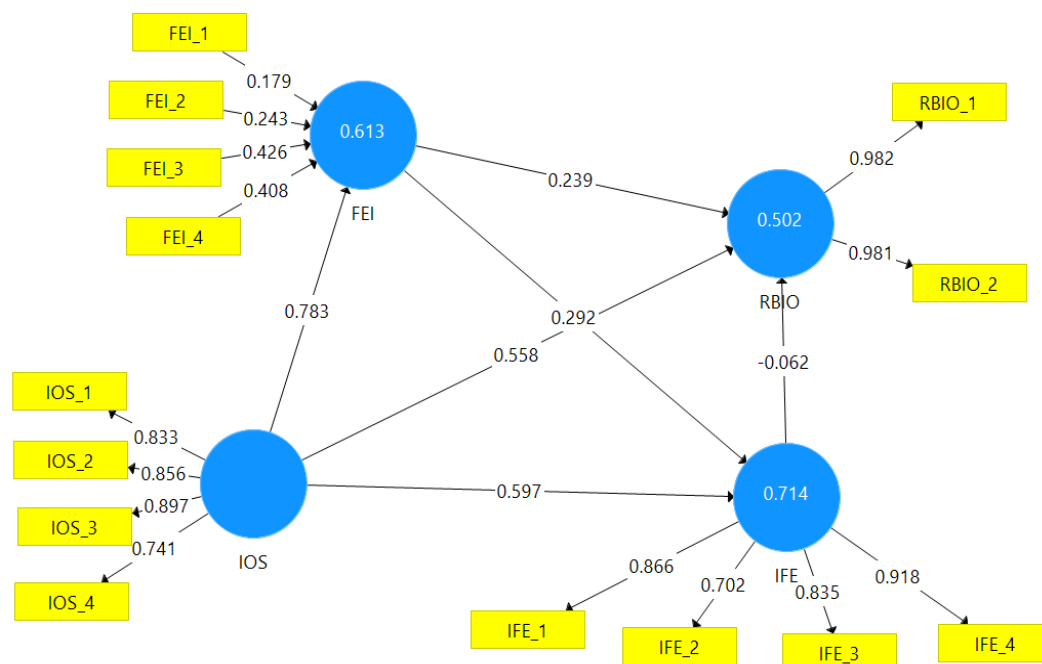 FEI_1
0.179
FEI_2
0.243
FEI_3
0.426
FEI_4
0.408
0.613
FEI
RBIO_1
0.982
0.239
0.502
RBIO
0.981
RBIO_2
0.783
0.292
0.558
-0.062
IOS_1
0.833
IOS_2
0.856
IOS_3
0.897
IOS_4
0.741
IOS
0.597
0.714
IFE
0.866
0.702
0.835
0.918
IFE_1
IFE_2
IFE_3
IFE_4